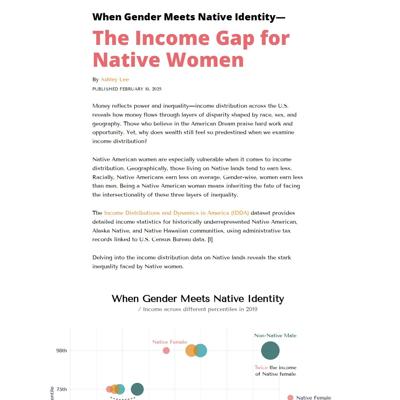 When Gender Meets Native Identity—
The Income Gap for
Native Women
By Ashley Lee
PUBLISHED FEBRUARY 19, 2025
Money reflects power and inequality—income distribution across the U.S.
reveals how money flows through layers of disparity shaped by race, sex, and
geography. Those who believe in the American Dream praise hard work and
opportunity. Yet, why does wealth still feel so predestined when we examine
income distribution?
Native American women are especially vulnerable when it comes to income
distribution. Geographically, those living on Native lands tend to earn less.
Racially, Native Americans earn less on average. Gender-wise, women earn less
than men. Being a Native American woman means inheriting the fate of facing
the intersectionality of these three layers of inequality.
The Income Distributions and Dynamics in America (IDDA) dataset provides
detailed income statistics for historically underrepresented Native American,
Alaska Native, and Native Hawaiian communities, using administrative tax
records linked to U.S. Census Bureau data. [1]
Delving into the income distribution data on Native lands reveals the stark
inequality faced by Native women.
When Gender Meets Native Identity
/ Income across different percentiles in 2019
Non-Native Male
Native Female
98th
Twice the income
of Native Female
75th
Native Female